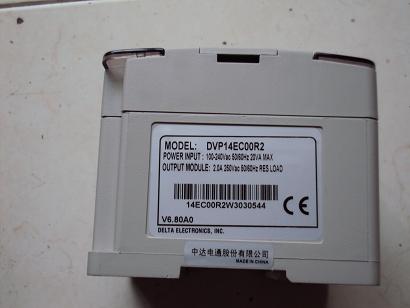 MODEL: DVP14EC00R2
POWER INPUT : 100-240Vac 50/60Hz 20VA MAX
OUTPUT MODULE : 2.0A 250Vac 50/60Hz RES LOAD
14EC00R2W3030544
CE
V6.80A0
DELTA ELECTRONICS, INC.
中达电通股份有限公司
MADE IN CHINA